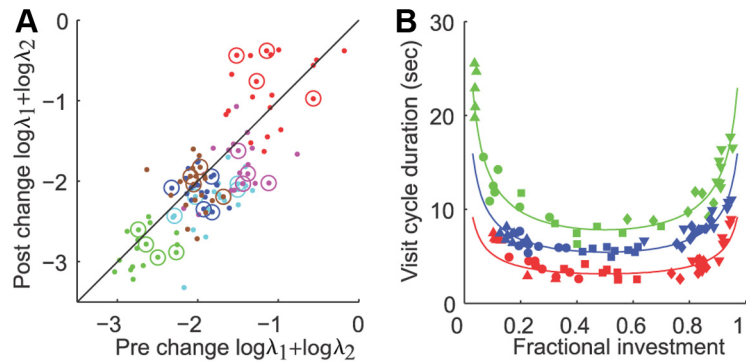 A
Post change logλ₁+logλ₂
0
−1
−2
−3
−3 −2 −1 0
Pre change logλ₁+logλ₂
B
Visit cycle duration (sec)
30
20
10
0
0 0.2 0.4 0.6 0.8 1
Fractional investment